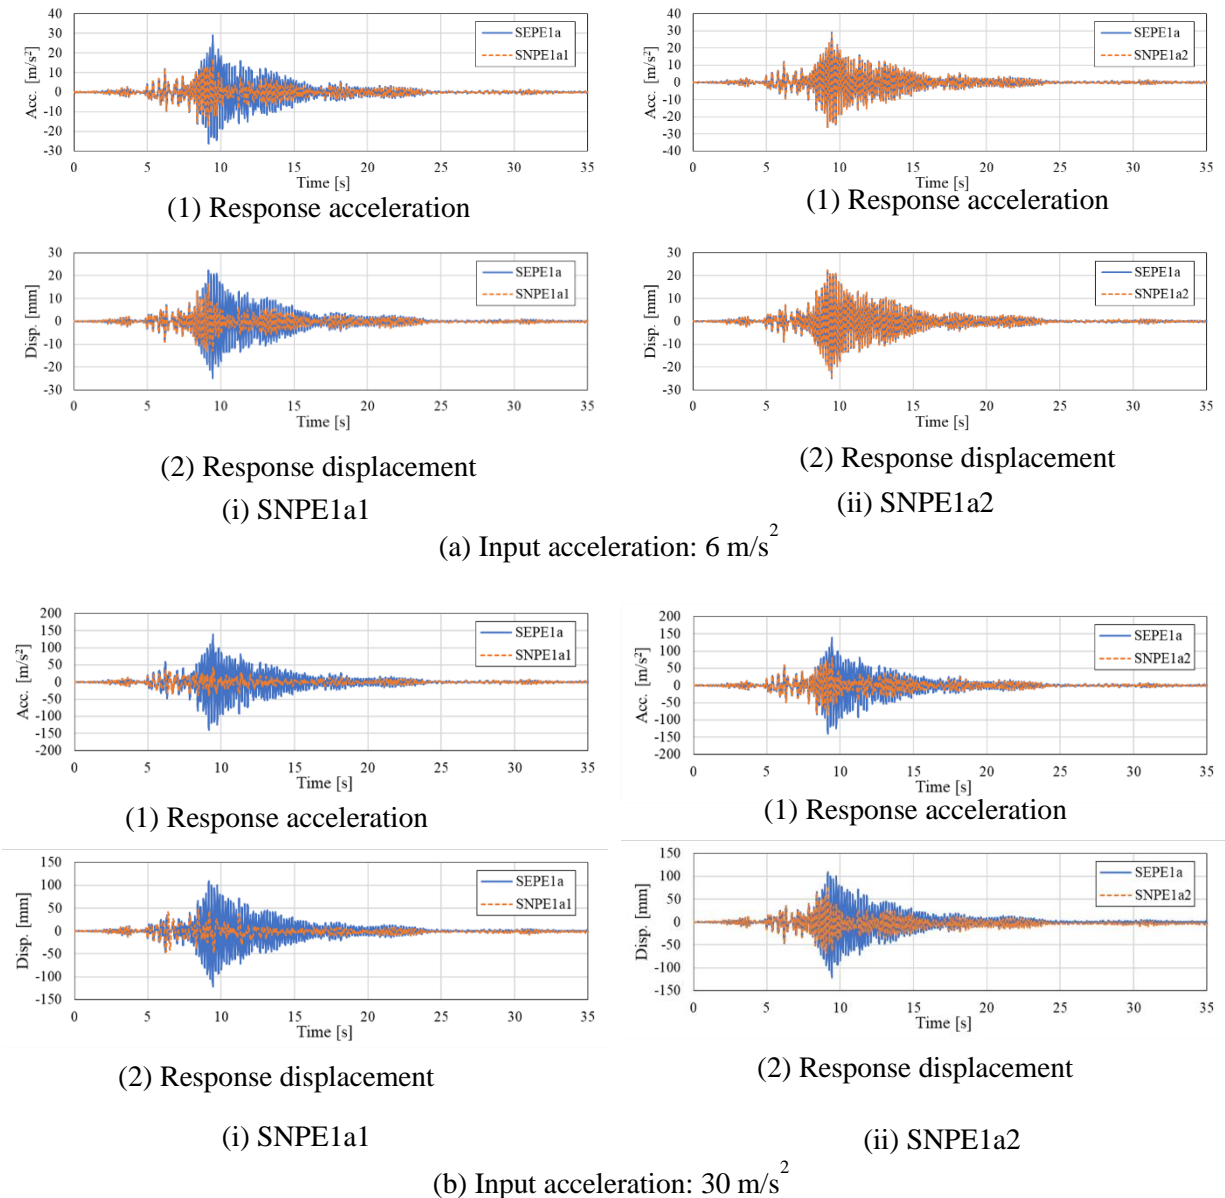 40
30
20
10
0
-10
-20
-30
Acc. [m/s²]
SEPE1a
SNPE1a1
0 5 10 15 20 25 30 35
Time [s]
(1) Response acceleration
40
30
20
10
0
-10
-20
-30
-40
Acc. [m/s²]
SEPE1a
SNPE1a2
0 5 10 15 20 25 30 35
Time [s]
(1) Response acceleration
30
20
10
0
-10
-20
-30
Disp. [mm]
SEPE1a
SNPE1a1
0 5 10 15 20 25 30 35
Time [s]
(2) Response displacement
(i) SNPE1a1
30
20
10
0
-10
-20
-30
Disp. [mm]
SEPE1a
SNPE1a2
0 5 10 15 20 25 30 35
Time [s]
(2) Response displacement
(ii) SNPE1a2
(a) Input acceleration: 6 m/s²
200
150
100
50
0
-50
-100
-150
-200
Acc. [m/s²]
SEPE1a
SNPE1a1
0 5 10 15 20 25 30 35
Time [s]
(1) Response acceleration
200
150
100
50
0
-50
-100
-150
-200
Acc. [m/s²]
SEPE1a
SNPE1a2
0 5 10 15 20 25 30 35
Time [s]
(1) Response acceleration
150
100
50
0
-50
-100
-150
Disp. [mm]
SEPE1a
SNPE1a1
0 5 10 15 20 25 30 35
Time [s]
(2) Response displacement
(i) SNPE1a1
150
100
50
0
-50
-100
-150
Disp. [mm]
SEPE1a
SNPE1a2
0 5 10 15 20 25 30 35
Time [s]
(2) Response displacement
(ii) SNPE1a2
(b) Input acceleration: 30 m/s²